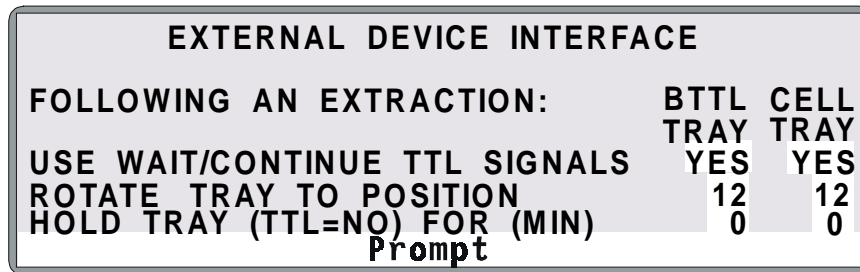 EXTERNAL DEVICE INTERFACE
FOLLOWING AN EXTRACTION: BTTL CELL
TRAY TRAY
USE WAIT/CONTINUE TTL SIGNALS YES YES
ROTATE TRAY TO POSITION 12 12
HOLD TRAY (TTL=NO) FOR (MIN) 0 0
Prompt